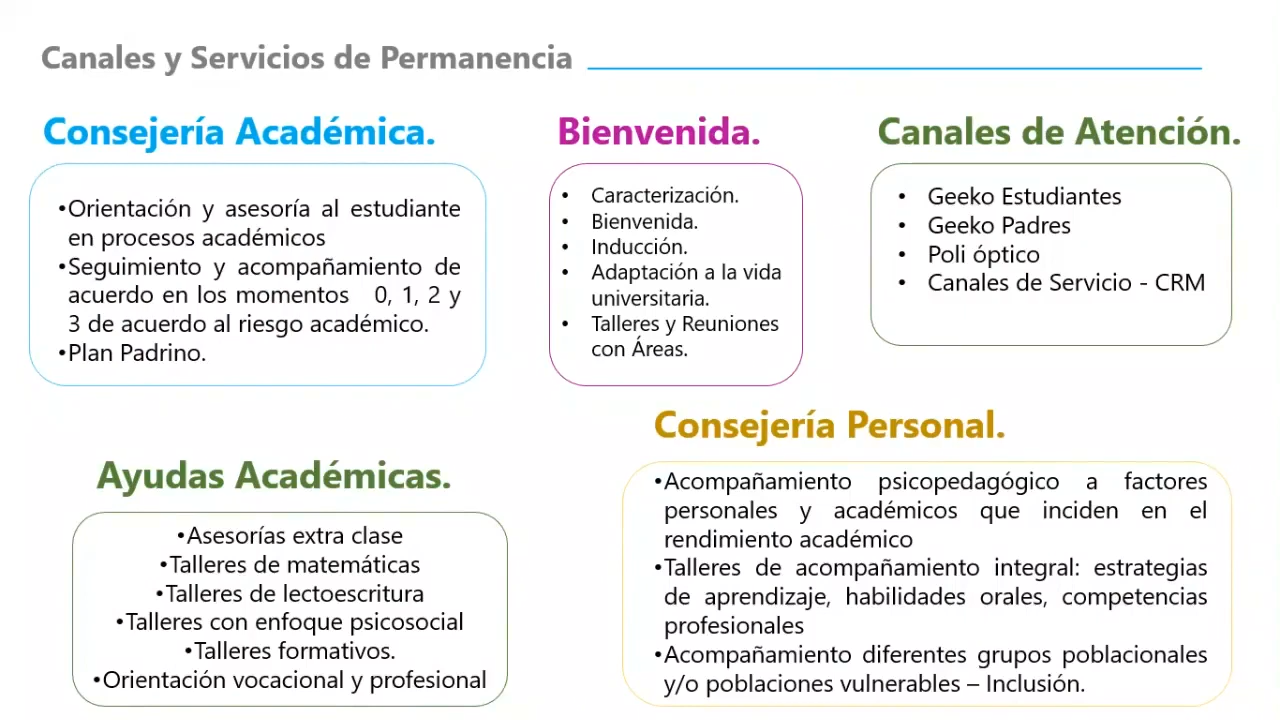 Canales y Servicios de Permanencia
Consejería Académica.
•Orientación y asesoría al estudiante
en procesos académicos
•Seguimiento y acompañamiento de
acuerdo en los momentos 0, 1, 2 y
3 de acuerdo al riesgo académico.
•Plan Padrino.
Bienvenida.
• Caracterización.
• Bienvenida.
• Inducción.
• Adaptación a la vida
universitaria.
• Talleres y Reuniones
con Áreas.
Canales de Atención.
• Geeko Estudiantes
• Geeko Padres
• Poli óptico
• Canales de Servicio - CRM
Ayudas Académicas.
•Asesorías extra clase
•Talleres de matemáticas
•Talleres de lectoescritura
•Talleres con enfoque psicosocial
•Talleres formativos.
•Orientación vocacional y profesional
Consejería Personal.
•Acompañamiento psicopedagógico a factores
personales y académicos que inciden en el
rendimiento académico
•Talleres de acompañamiento integral: estrategias
de aprendizaje, habilidades orales, competencias
profesionales
•Acompañamiento diferentes grupos poblacionales
y/o poblaciones vulnerables – Inclusión.